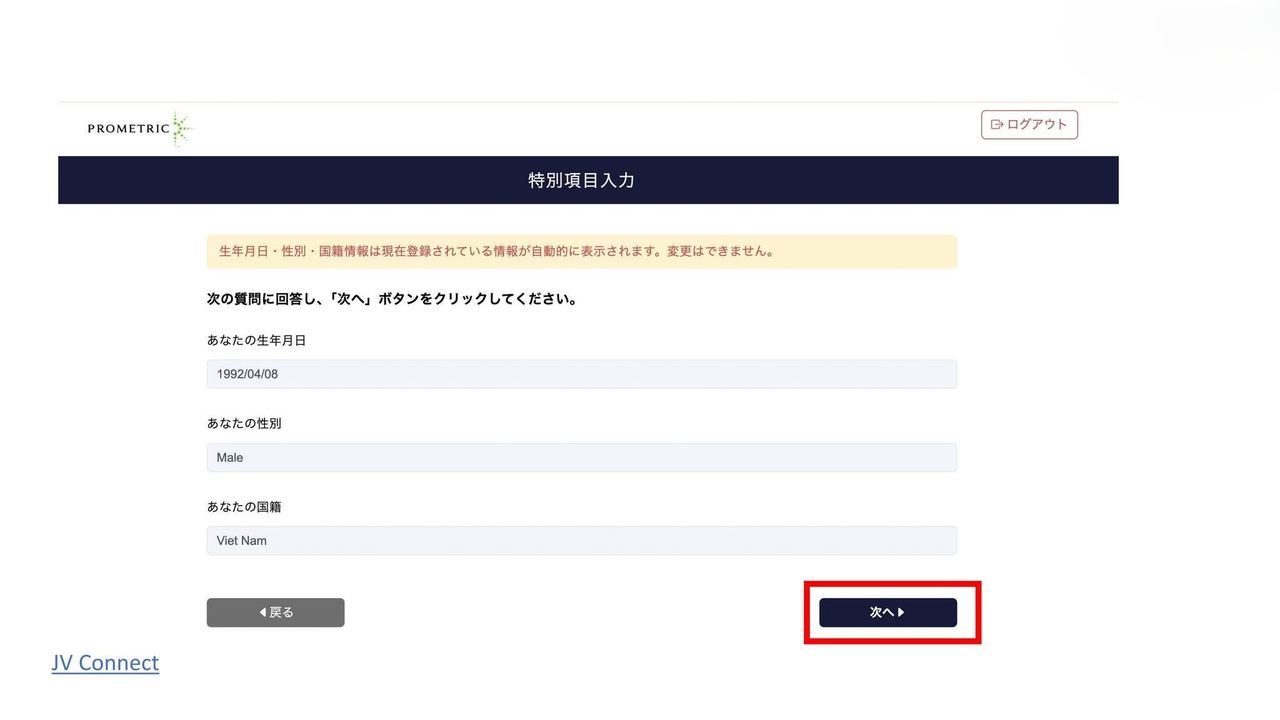 PROMETRIC
ログアウト
特別項目入力
生年月日・性別・国籍情報は現在登録されている情報が自動的に表示されます。変更はできません。
次の質問に回答し、「次へ」ボタンをクリックしてください。
あなたの生年月日
1992/04/08
あなたの性別
Male
あなたの国籍
Viet Nam
戻る
次へ
JV Connect